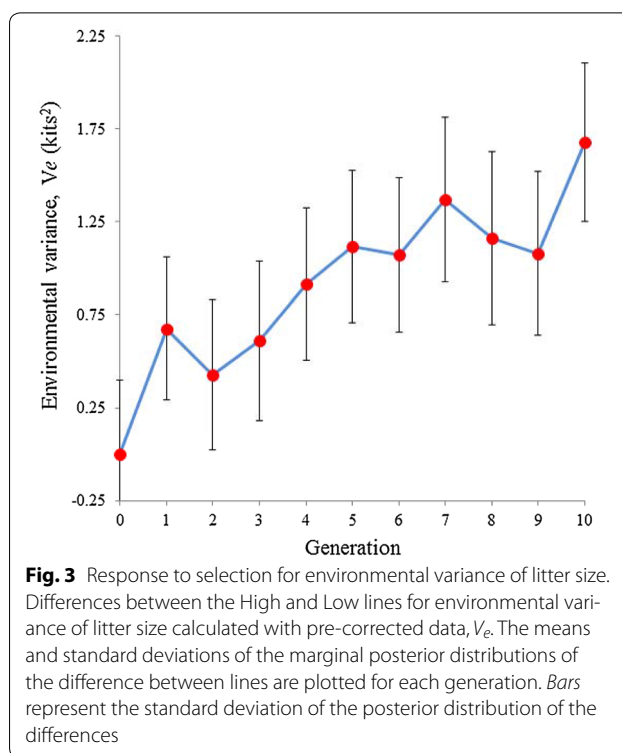 2.25
1.75
1.25
0.75
0.25
-0.25
Environmental variance, Ve (kits²)
0 1 2 3 4 5 6 7 8 9 10
Generation
Fig. 3 Response to selection for environmental variance of litter size.
Differences between the High and Low lines for environmental vari-
ance of litter size calculated with pre-corrected data, Ve. The means
and standard deviations of the marginal posterior distributions of
the difference between lines are plotted for each generation. Bars
represent the standard deviation of the posterior distribution of the
differences